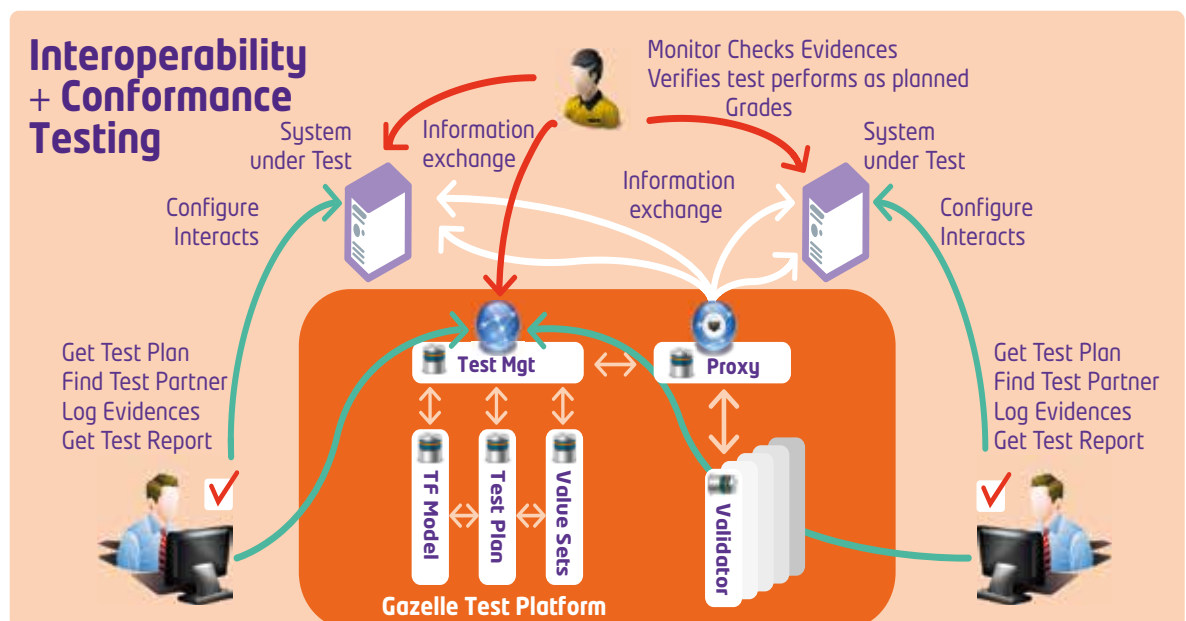 Interoperability
+ Conformance
Testing
Monitor Checks Evidences
Verifies test performs as planned
Grades
System
under Test
Information
exchange
System
under Test
Information
exchange
Configure
Interacts
Configure
Interacts
Get Test Plan
Find Test Partner
Log Evidences
Get Test Report
Get Test Plan
Find Test Partner
Log Evidences
Get Test Report
Test Mgt
Proxy
TF Model
Test Plan
Value Sets
Validator
Gazelle Test Platform